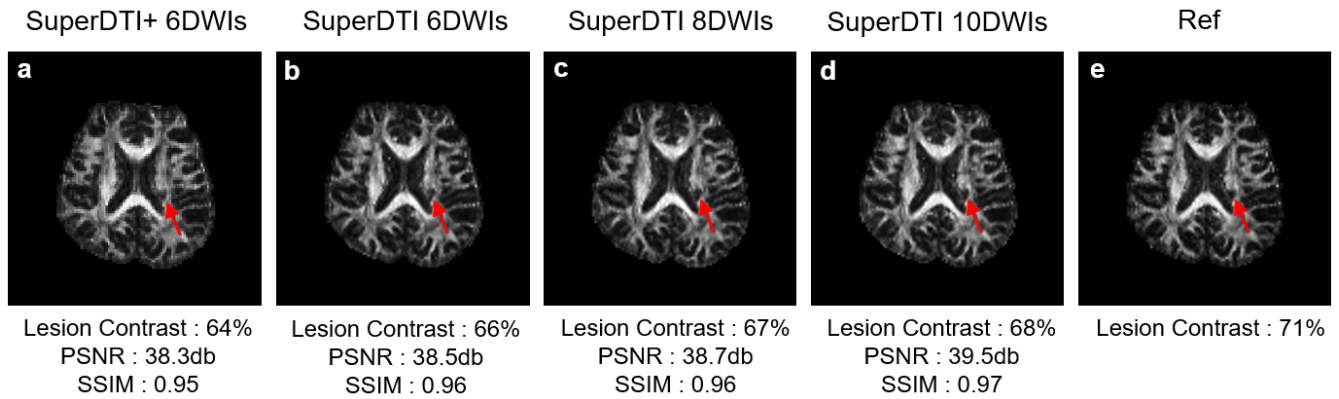 SuperDTI+ 6DWIs
SuperDTI 6DWIs
SuperDTI 8DWIs
SuperDTI 10DWIs
Ref
a
b
c
d
e
Lesion Contrast : 64%
PSNR : 38.3db
SSIM : 0.95
Lesion Contrast : 66%
PSNR : 38.5db
SSIM : 0.96
Lesion Contrast : 67%
PSNR : 38.7db
SSIM : 0.96
Lesion Contrast : 68%
PSNR : 39.5db
SSIM : 0.97
Lesion Contrast : 71%